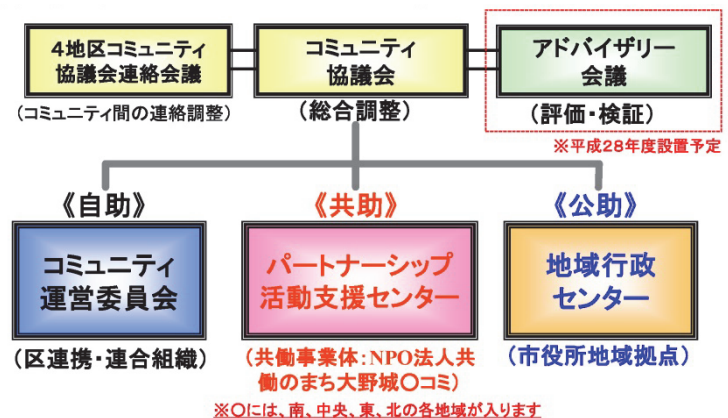 4地区コミュニティ
協議会連絡会議
(コミュニティ間の連絡調整)
コミュニティ
協議会
(総合調整)
アドバイザリー
会議
(評価・検証)
※平成28年度設置予定
《自助》
コミュニティ
運営委員会
(区連携・連合組織)
《共助》
パートナーシップ
活動支援センター
(共働事業体:NPO法人共
働のまち大野城〇コミ)
《公助》
地域行政
センター
(市役所地域拠点)
※〇には、南、中央、東、北の各地域が入ります